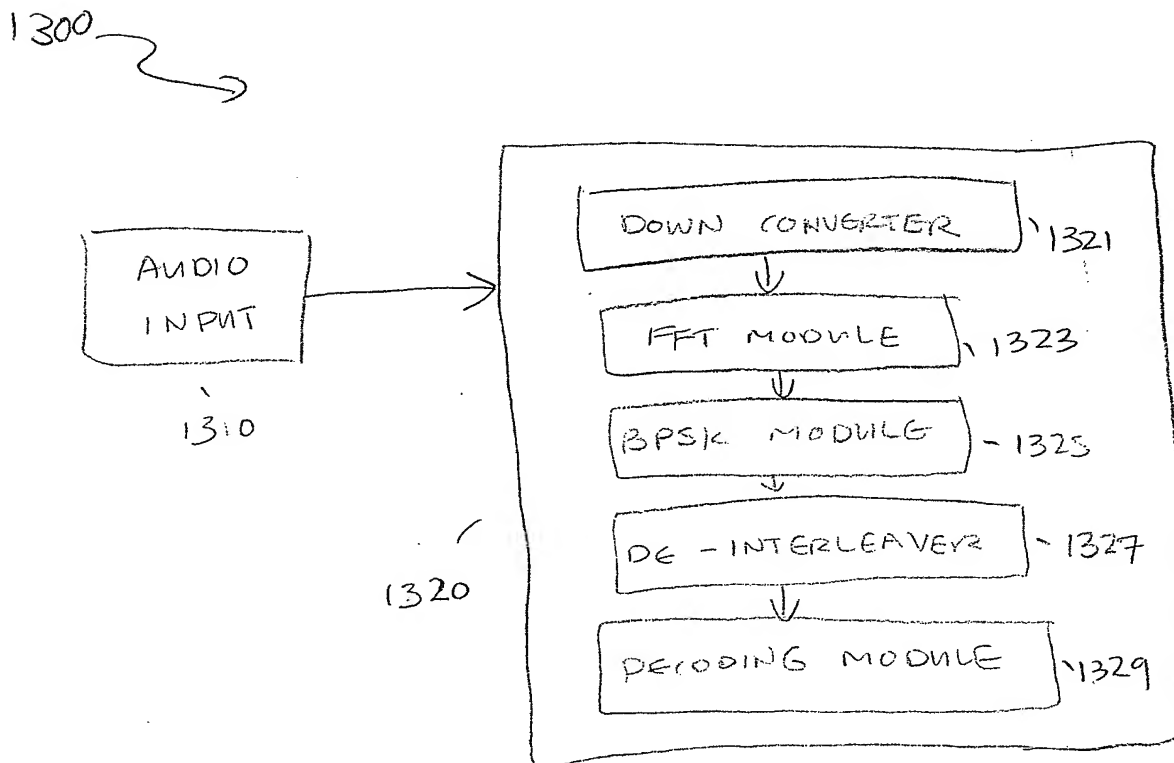 1300
DOWN CONVERTER
1321
AUDIO
INPUT
1310
FFT MODULE
1323
BPSK MODULE
1325
DE-INTERLEAVER
1327
1320
DECODING MODULE
1329